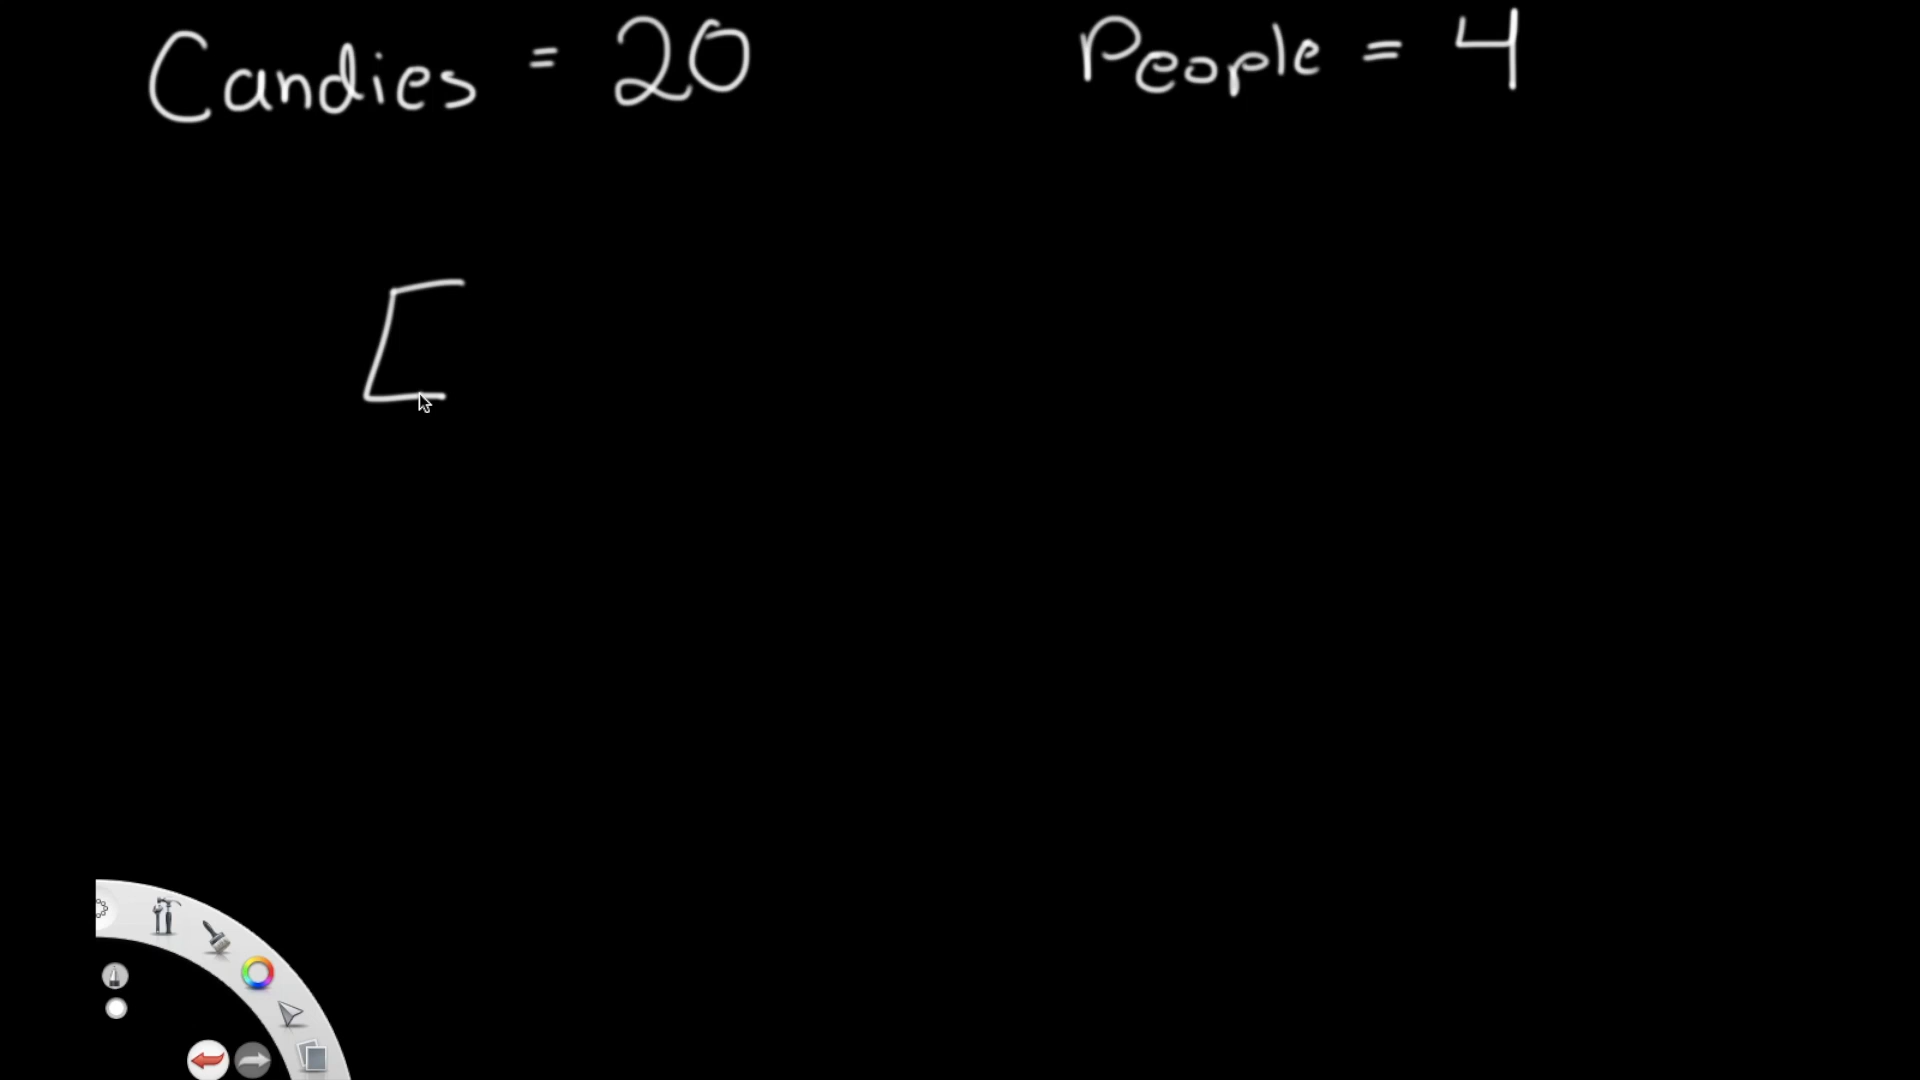 Candies = 20 People = 4
[